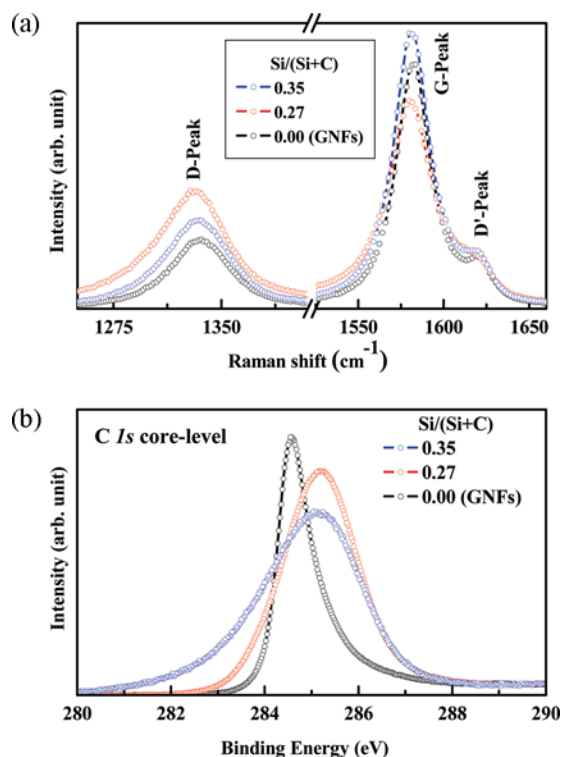 (a)
Si/(Si+C)
0.35
0.27
0.00 (GNFs)
D-Peak
G-Peak
D'-Peak
Intensity (arb. unit)
1275 1350 1550 1600 1650
Raman shift (cm-1)
(b)
C 1s core-level
Si/(Si+C)
0.35
0.27
0.00 (GNFs)
Intensity (arb. unit)
280 282 284 286 288 290
Binding Energy (eV)